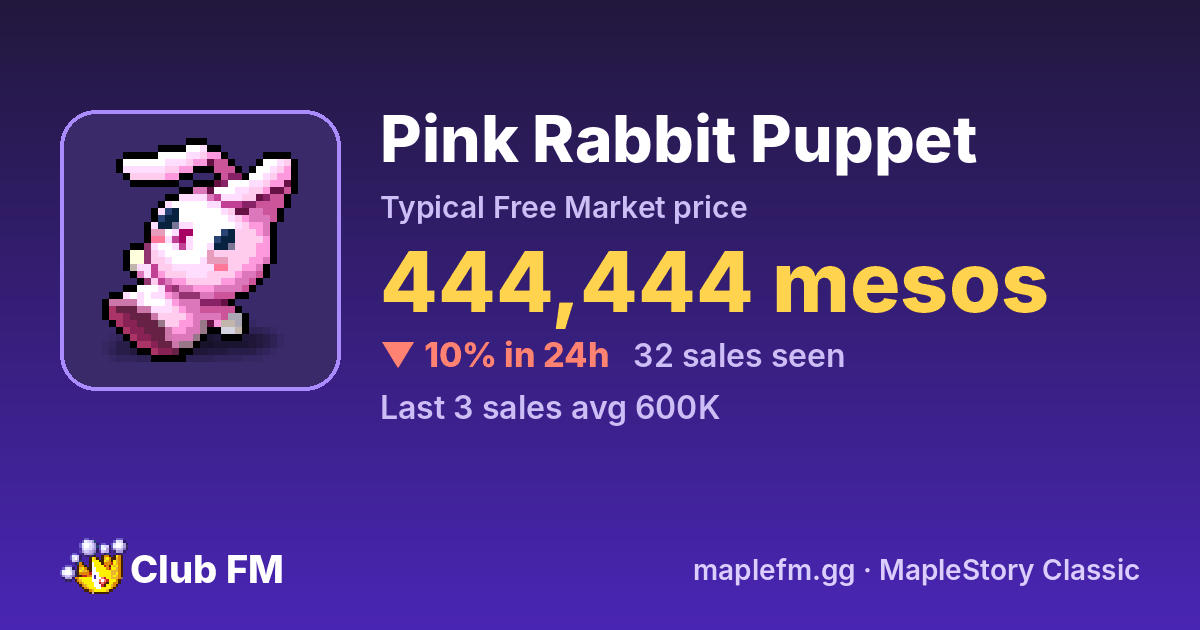 Pink Rabbit Puppet
Typical Free Market price
444,444 mesos
▼ 10% in 24h 32 sales seen
Last 3 sales avg 600K
Club FM
maplefm.gg · MapleStory Classic